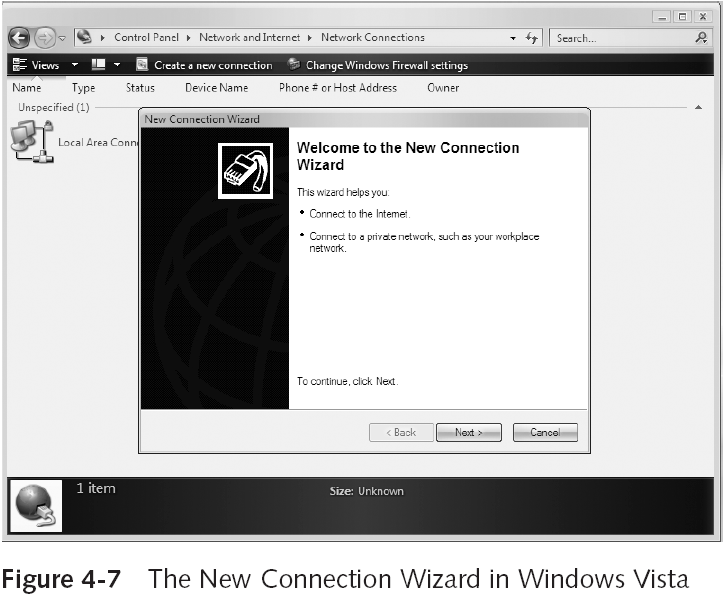 Control Panel Network and Internet Network Connections Search...
Views Create a new connection Change Windows Firewall settings
Name Type Status Device Name Phone # or Host Address Owner
Unspecified (1)
Local Area Conn
New Connection Wizard
Welcome to the New Connection
Wizard
This wizard helps you:
• Connect to the Internet.
• Connect to a private network, such as your workplace
network.
To continue, click Next.
< Back Next > Cancel
1 item
Size: Unknown
Figure 4-7 The New Connection Wizard in Windows Vista